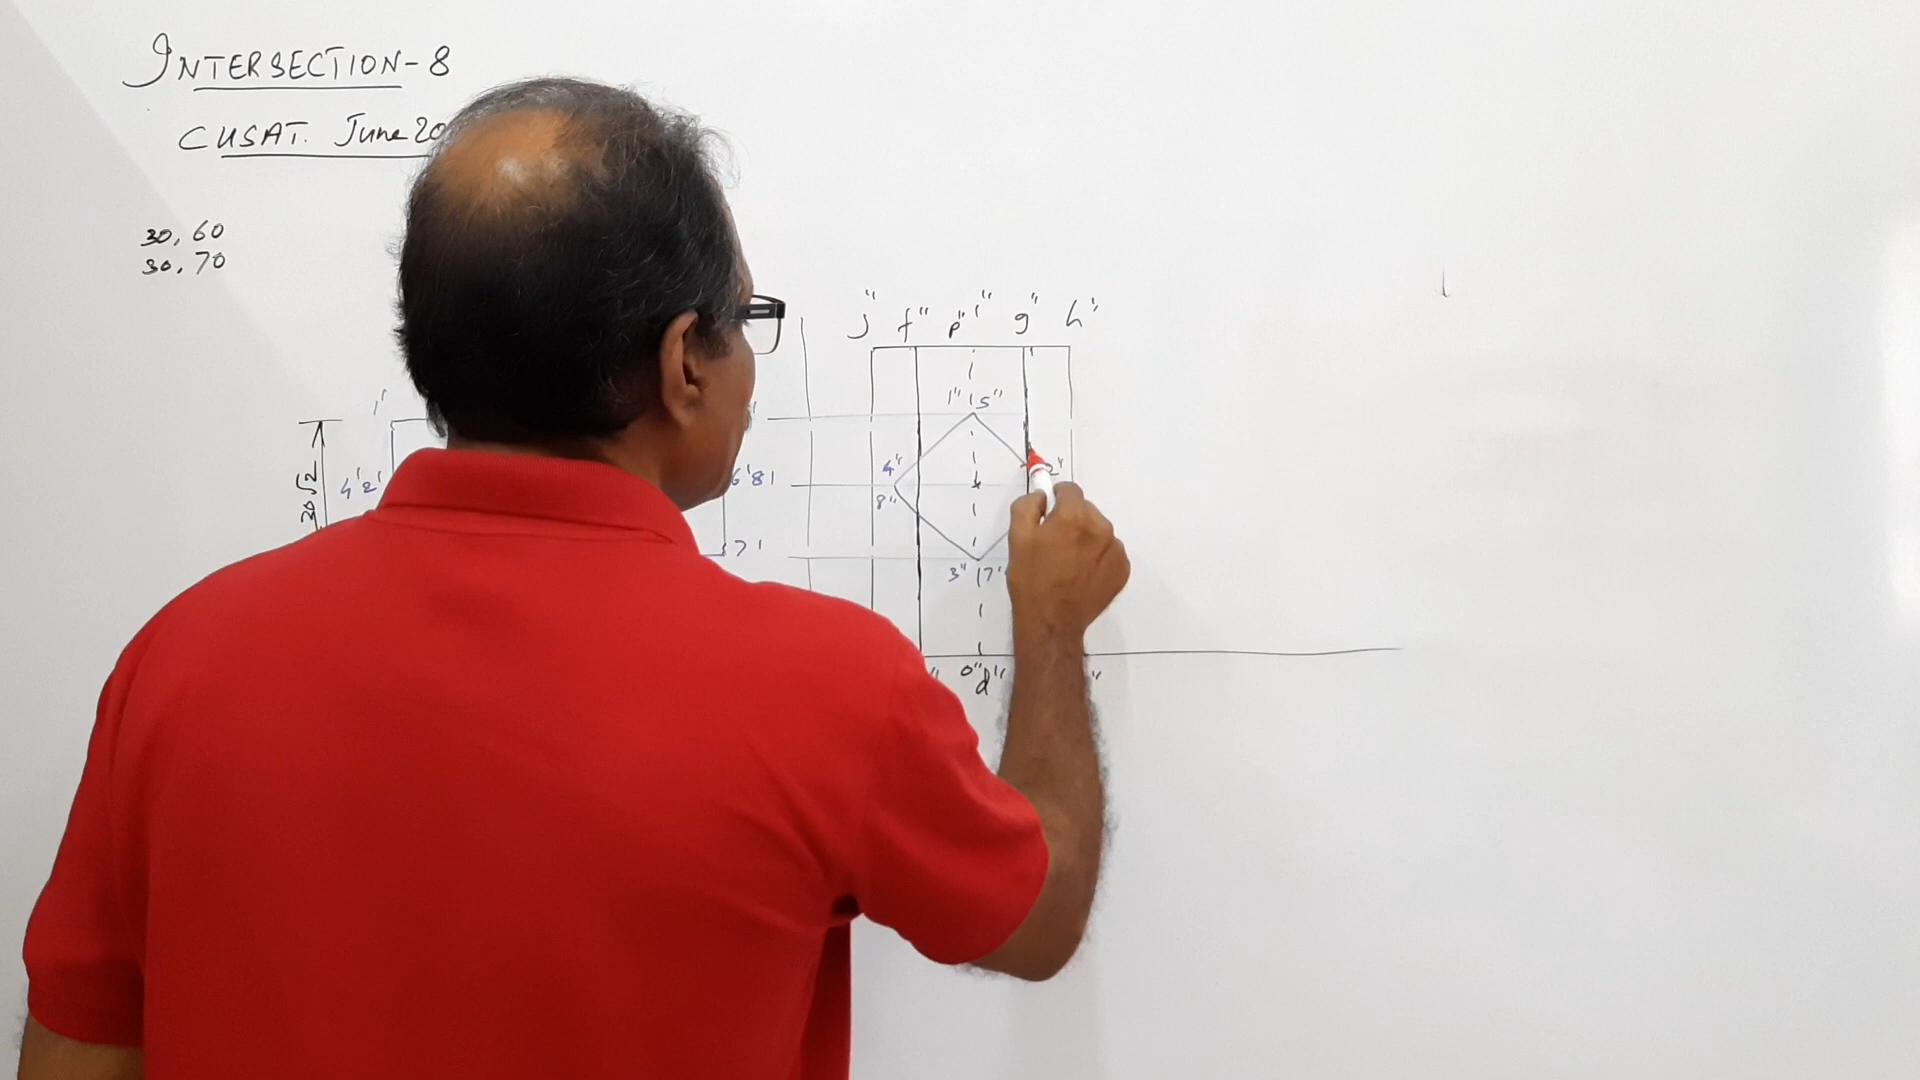 INTERSECTION-8
CUSAT. June 20
30, 60
30, 70
j" f" p" i" g" h"
1' 1" 5"
30√2 4'2' 6'8' 4" 2"
8"
7' 3" 7"
o" d"